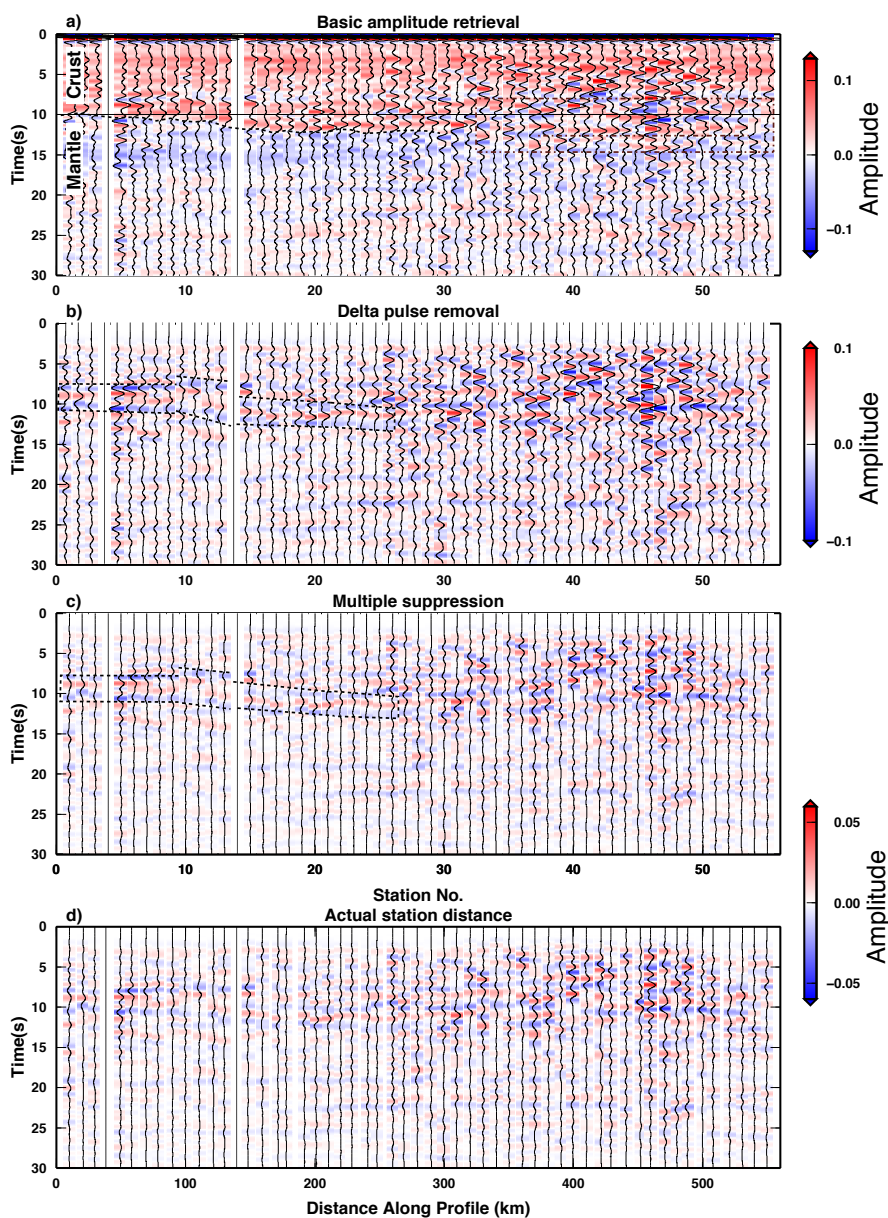 a) Basic amplitude retrieval
0
5
10
15
20
25
30
Time(s)
Crust
Mantle
0 10 20 30 40 50
0.1
0.0
−0.1
Amplitude
b) Delta pulse removal
0
5
10
15
20
25
30
Time(s)
0 10 20 30 40 50
0.1
0.0
−0.1
Amplitude
c) Multiple suppression
0
5
10
15
20
25
30
Time(s)
0 10 20 30 40 50
Station No.
0.05
0.00
−0.05
Amplitude
d) Actual station distance
0
5
10
15
20
25
30
Time(s)
0 100 200 300 400 500
Distance Along Profile (km)